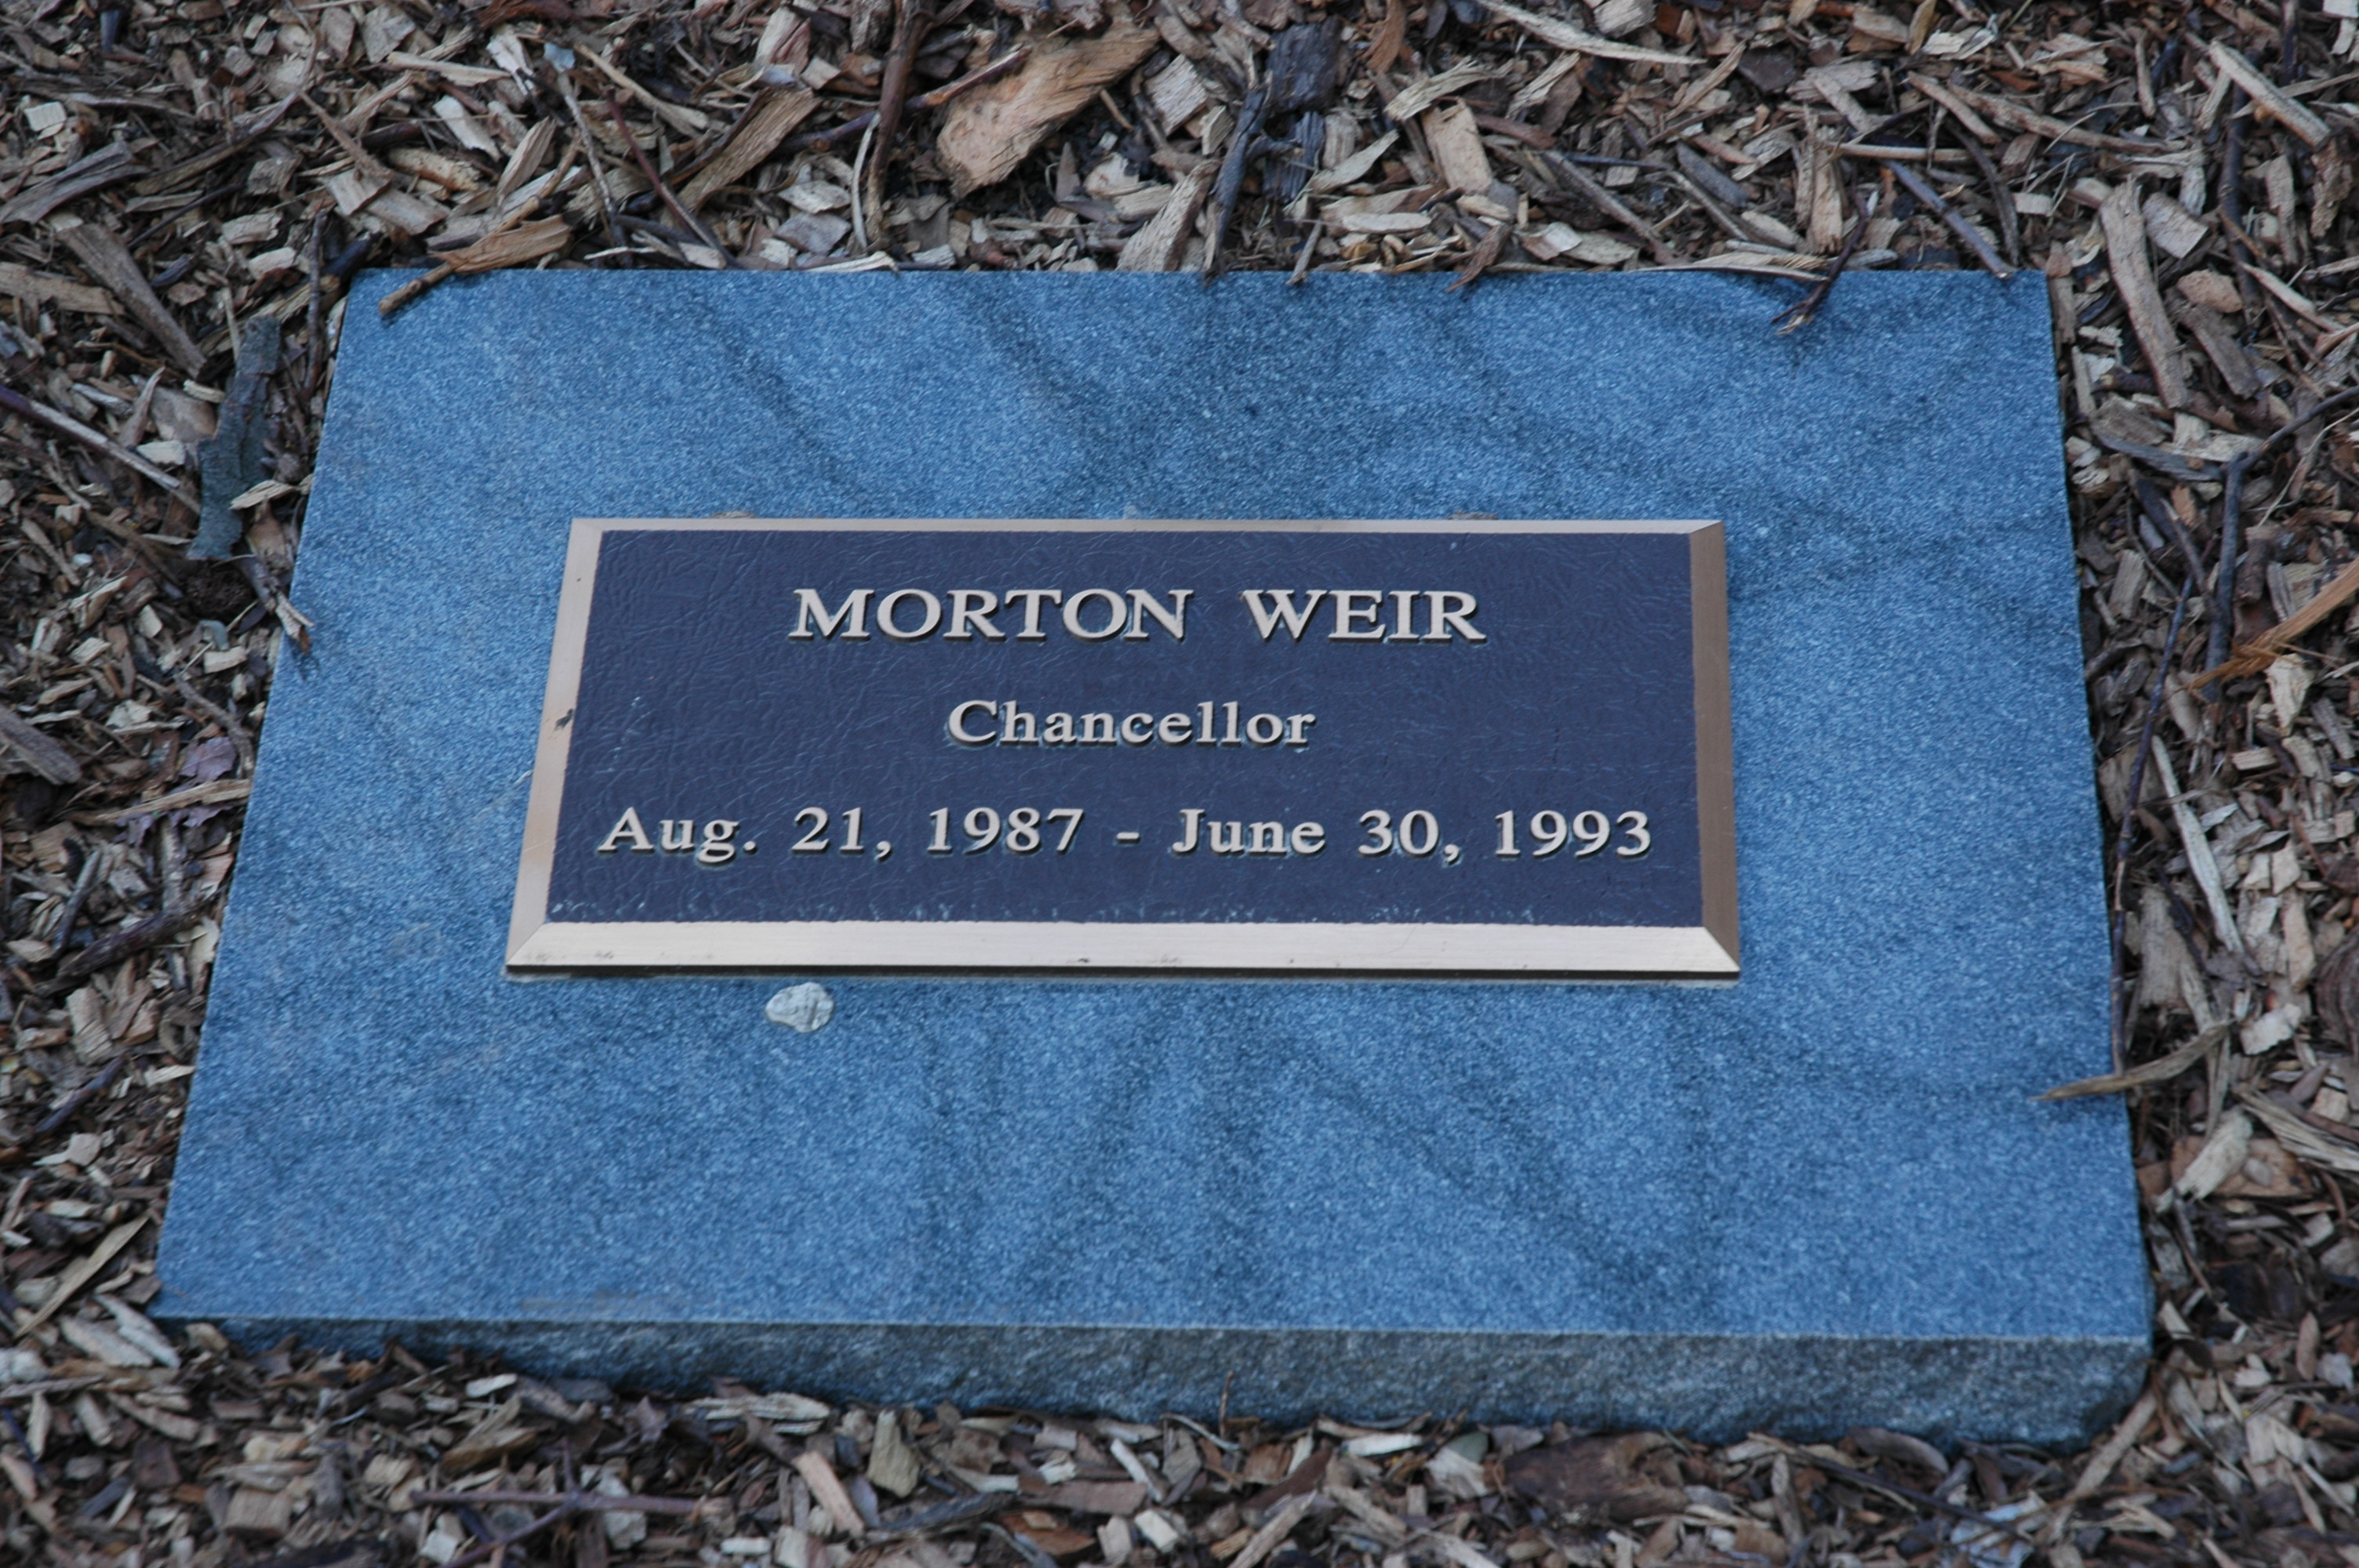 MORTON WEIR
Chancellor
Aug. 21, 1987 - June 30, 1993